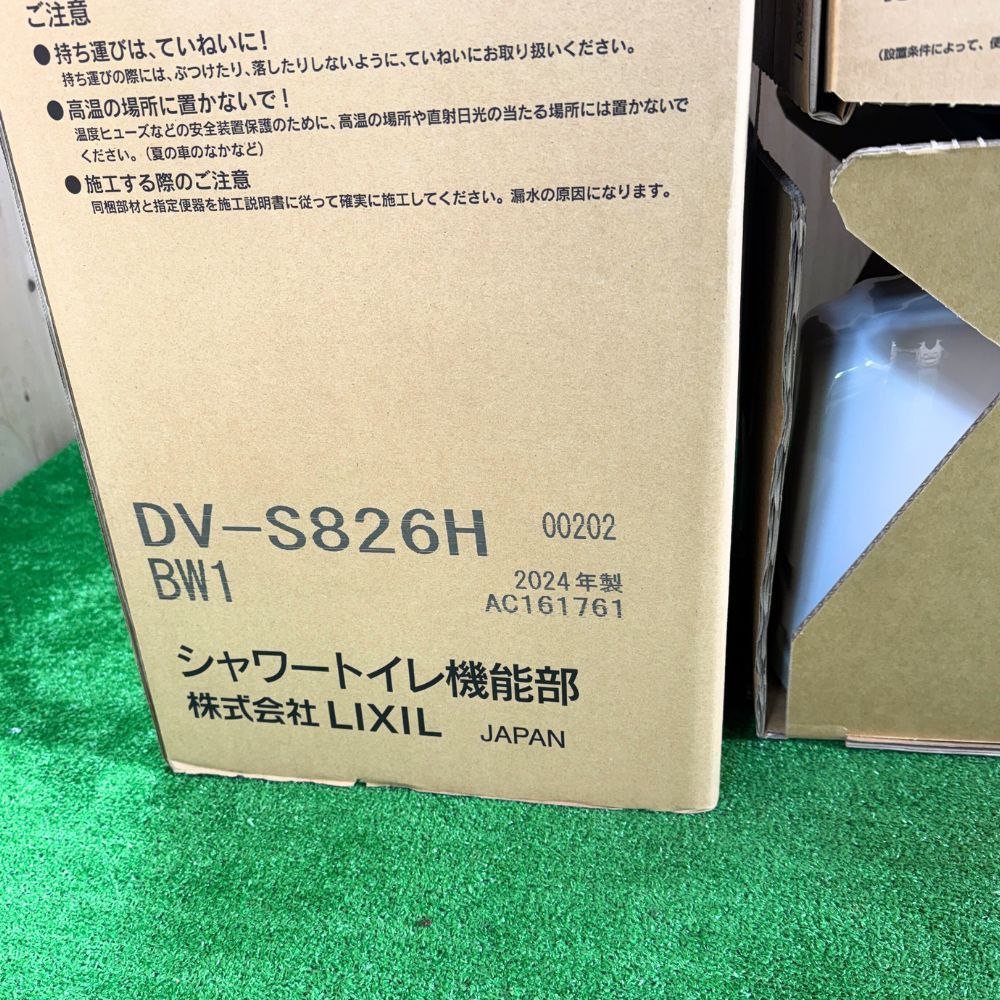 ご注意
●持ち運びは、ていねいに!
持ち運びの際には、ぶつけたり、落したりしないように、ていねいにお取り扱いください。
●高温の場所に置かないで!
温度ヒューズなどの安全装置保護のために、高温の場所や直射日光の当たる場所には置かないで
ください。(夏の車のなかなど)
●施工する際のご注意
同梱部材と指定便器を施工説明書に従って確実に施工してください。漏水の原因になります。
DV-S826H 00202
BW1 2024年製
AC161761
シャワートイレ機能部
株式会社 LIXIL JAPAN
(設置条件によって、便